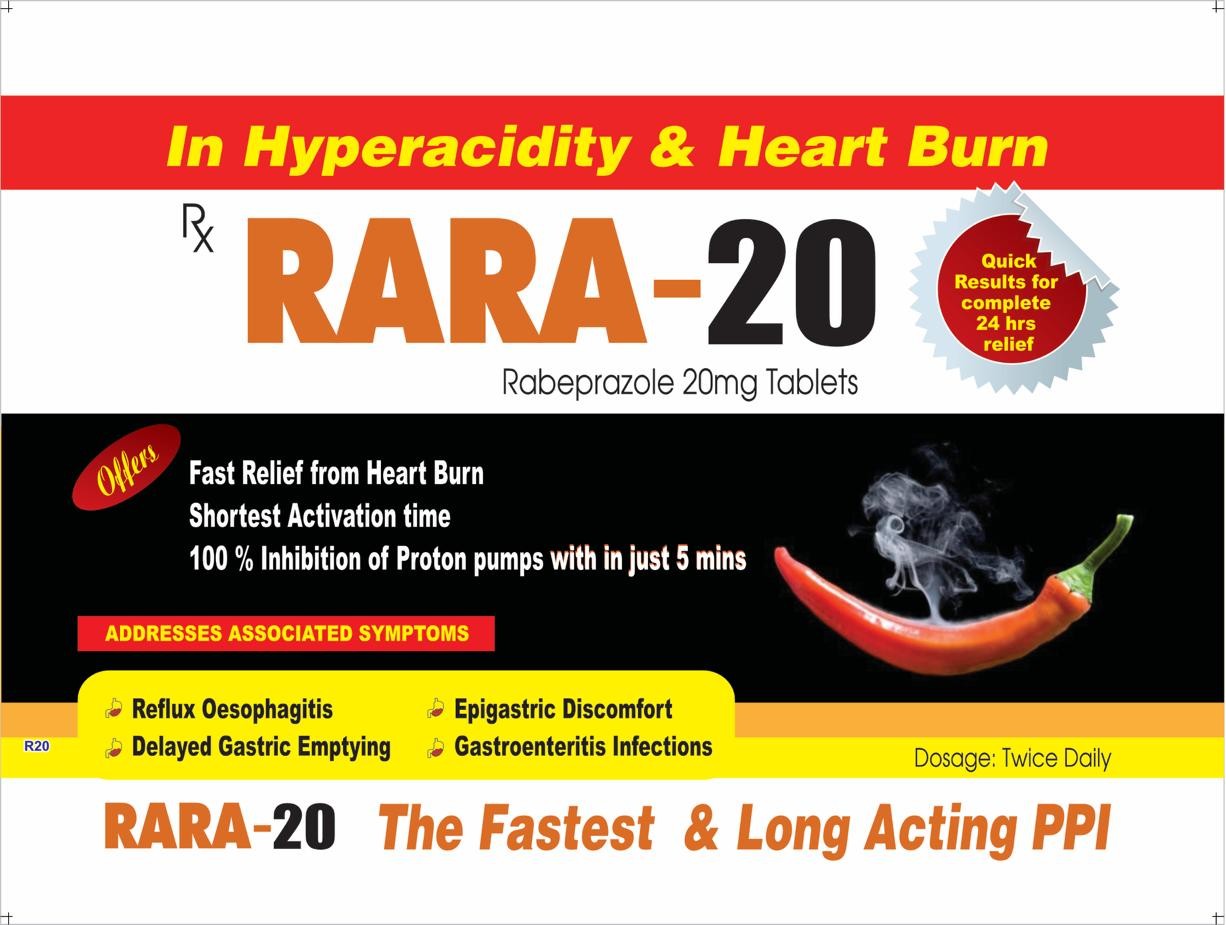 In Hyperacidity & Heart Burn
Rx
RARA-20
Rabeprazole 20mg Tablets
Quick
Results for
complete
24 hrs
relief
Offers
Fast Relief from Heart Burn
Shortest Activation time
100 % Inhibition of Proton pumps with in just 5 mins
ADDRESSES ASSOCIATED SYMPTOMS
Reflux Oesophagitis
Epigastric Discomfort
Delayed Gastric Emptying
Gastroenteritis Infections
R20
Dosage: Twice Daily
RARA-20 The Fastest & Long Acting PPI